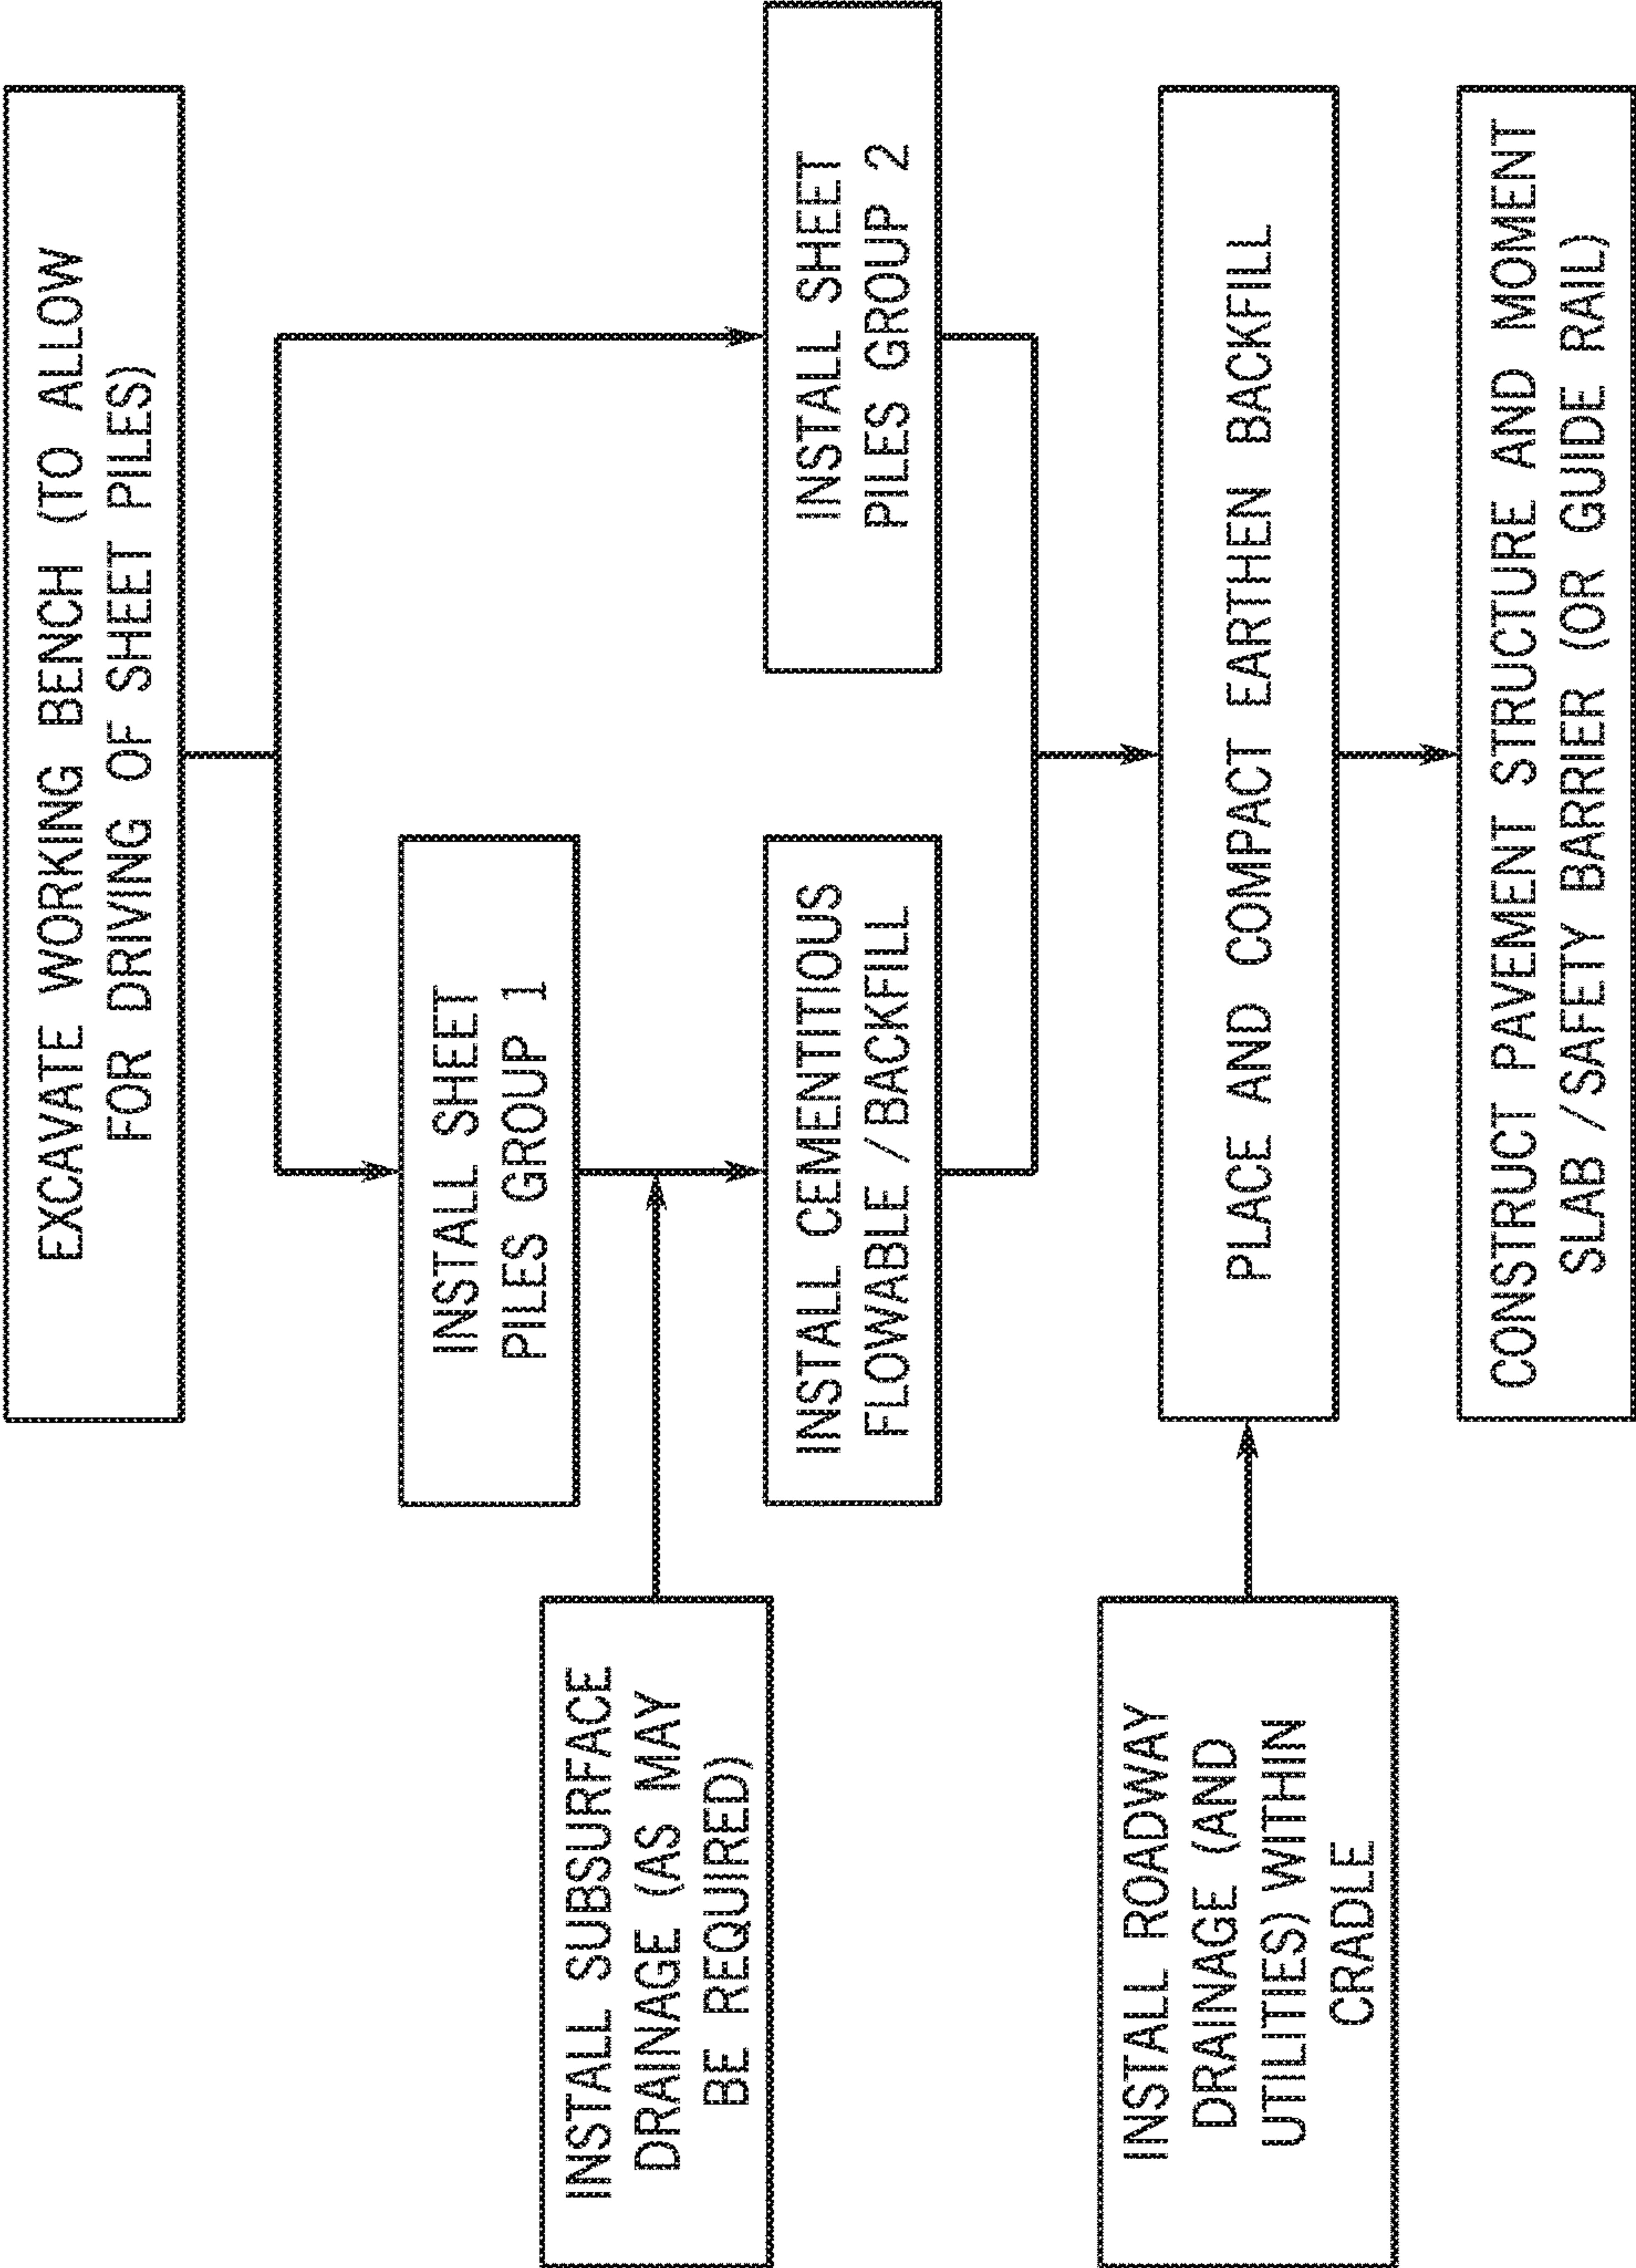 EXCAVATE WORKING BENCH (TO ALLOW
FOR DRIVING OF SHEET PILES)
INSTALL SHEET
PILES GROUP 1
INSTALL SUBSURFACE
DRAINAGE (AS MAY
BE REQUIRED)
INSTALL CEMENTITIOUS
FLOWABLE /BACKFILL
INSTALL SHEET
PILES GROUP 2
INSTALL ROADWAY
DRAINAGE (AND
UTILITIES) WITHIN
CRADLE
PLACE AND COMPACT EARTHEN BACKFILL
CONSTRUCT PAVEMENT STRUCTURE AND MOMENT
SLAB /SAFETY BARRIER (OR GUIDE RAIL)